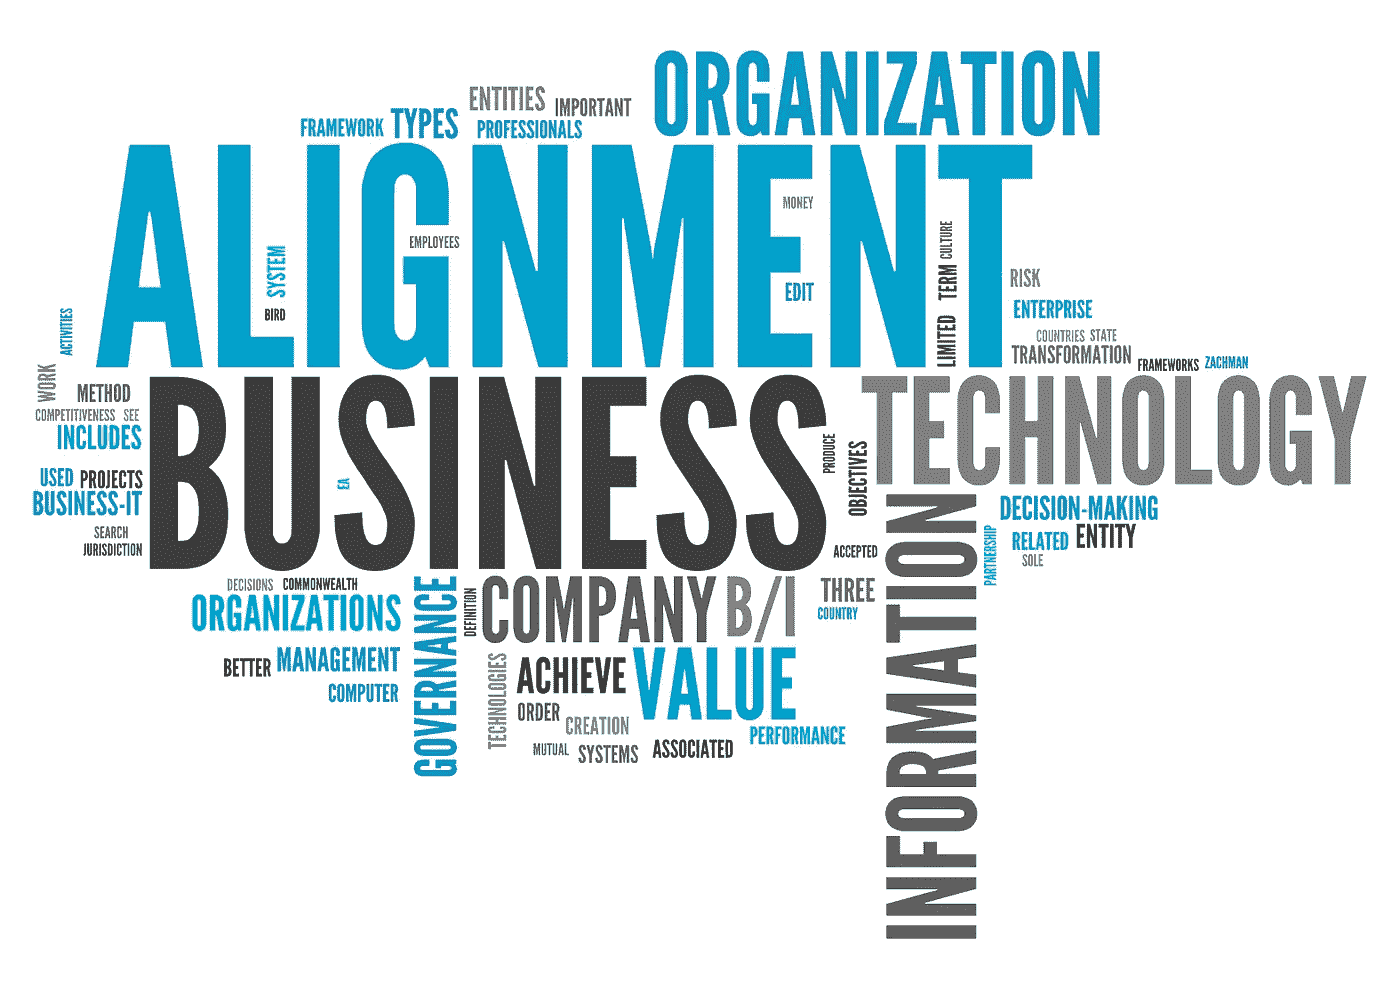 ORGANIZATION
ENTITIES
IMPORTANT
FRAMEWORK
TYPES
PROFESSIONALS
ALIGNMENT
MONEY
EMPLOYEES
CULTURE
SYSTEM
TERM
RISK
EDIT
BIRD
ENTERPRISE
LIMITED
ACTIVITIES
COUNTRIES
STATE
TRANSFORMATION
FRAMEWORKS
ZACHMAN
WORK
METHOD
BUSINESS
TECHNOLOGY
COMPETITIVENESS
SEE
INCLUDES
PRODUCE
OBJECTIVES
USED
PROJECTS
EA
BUSINESS-IT
DECISION-MAKING
SEARCH
JURISDICTION
RELATED
ENTITY
ACCEPTED
PARTNERSHIP
SOLE
INFORMATION
DECISIONS
COMMONWEALTH
ORGANIZATIONS
GOVERNANCE
DEFINITION
COMPANY
B/I
THREE
COUNTRY
BETTER
MANAGEMENT
COMPUTER
TECHNOLOGIES
ACHIEVE
VALUE
ORDER
CREATION
PERFORMANCE
MUTUAL
SYSTEMS
ASSOCIATED